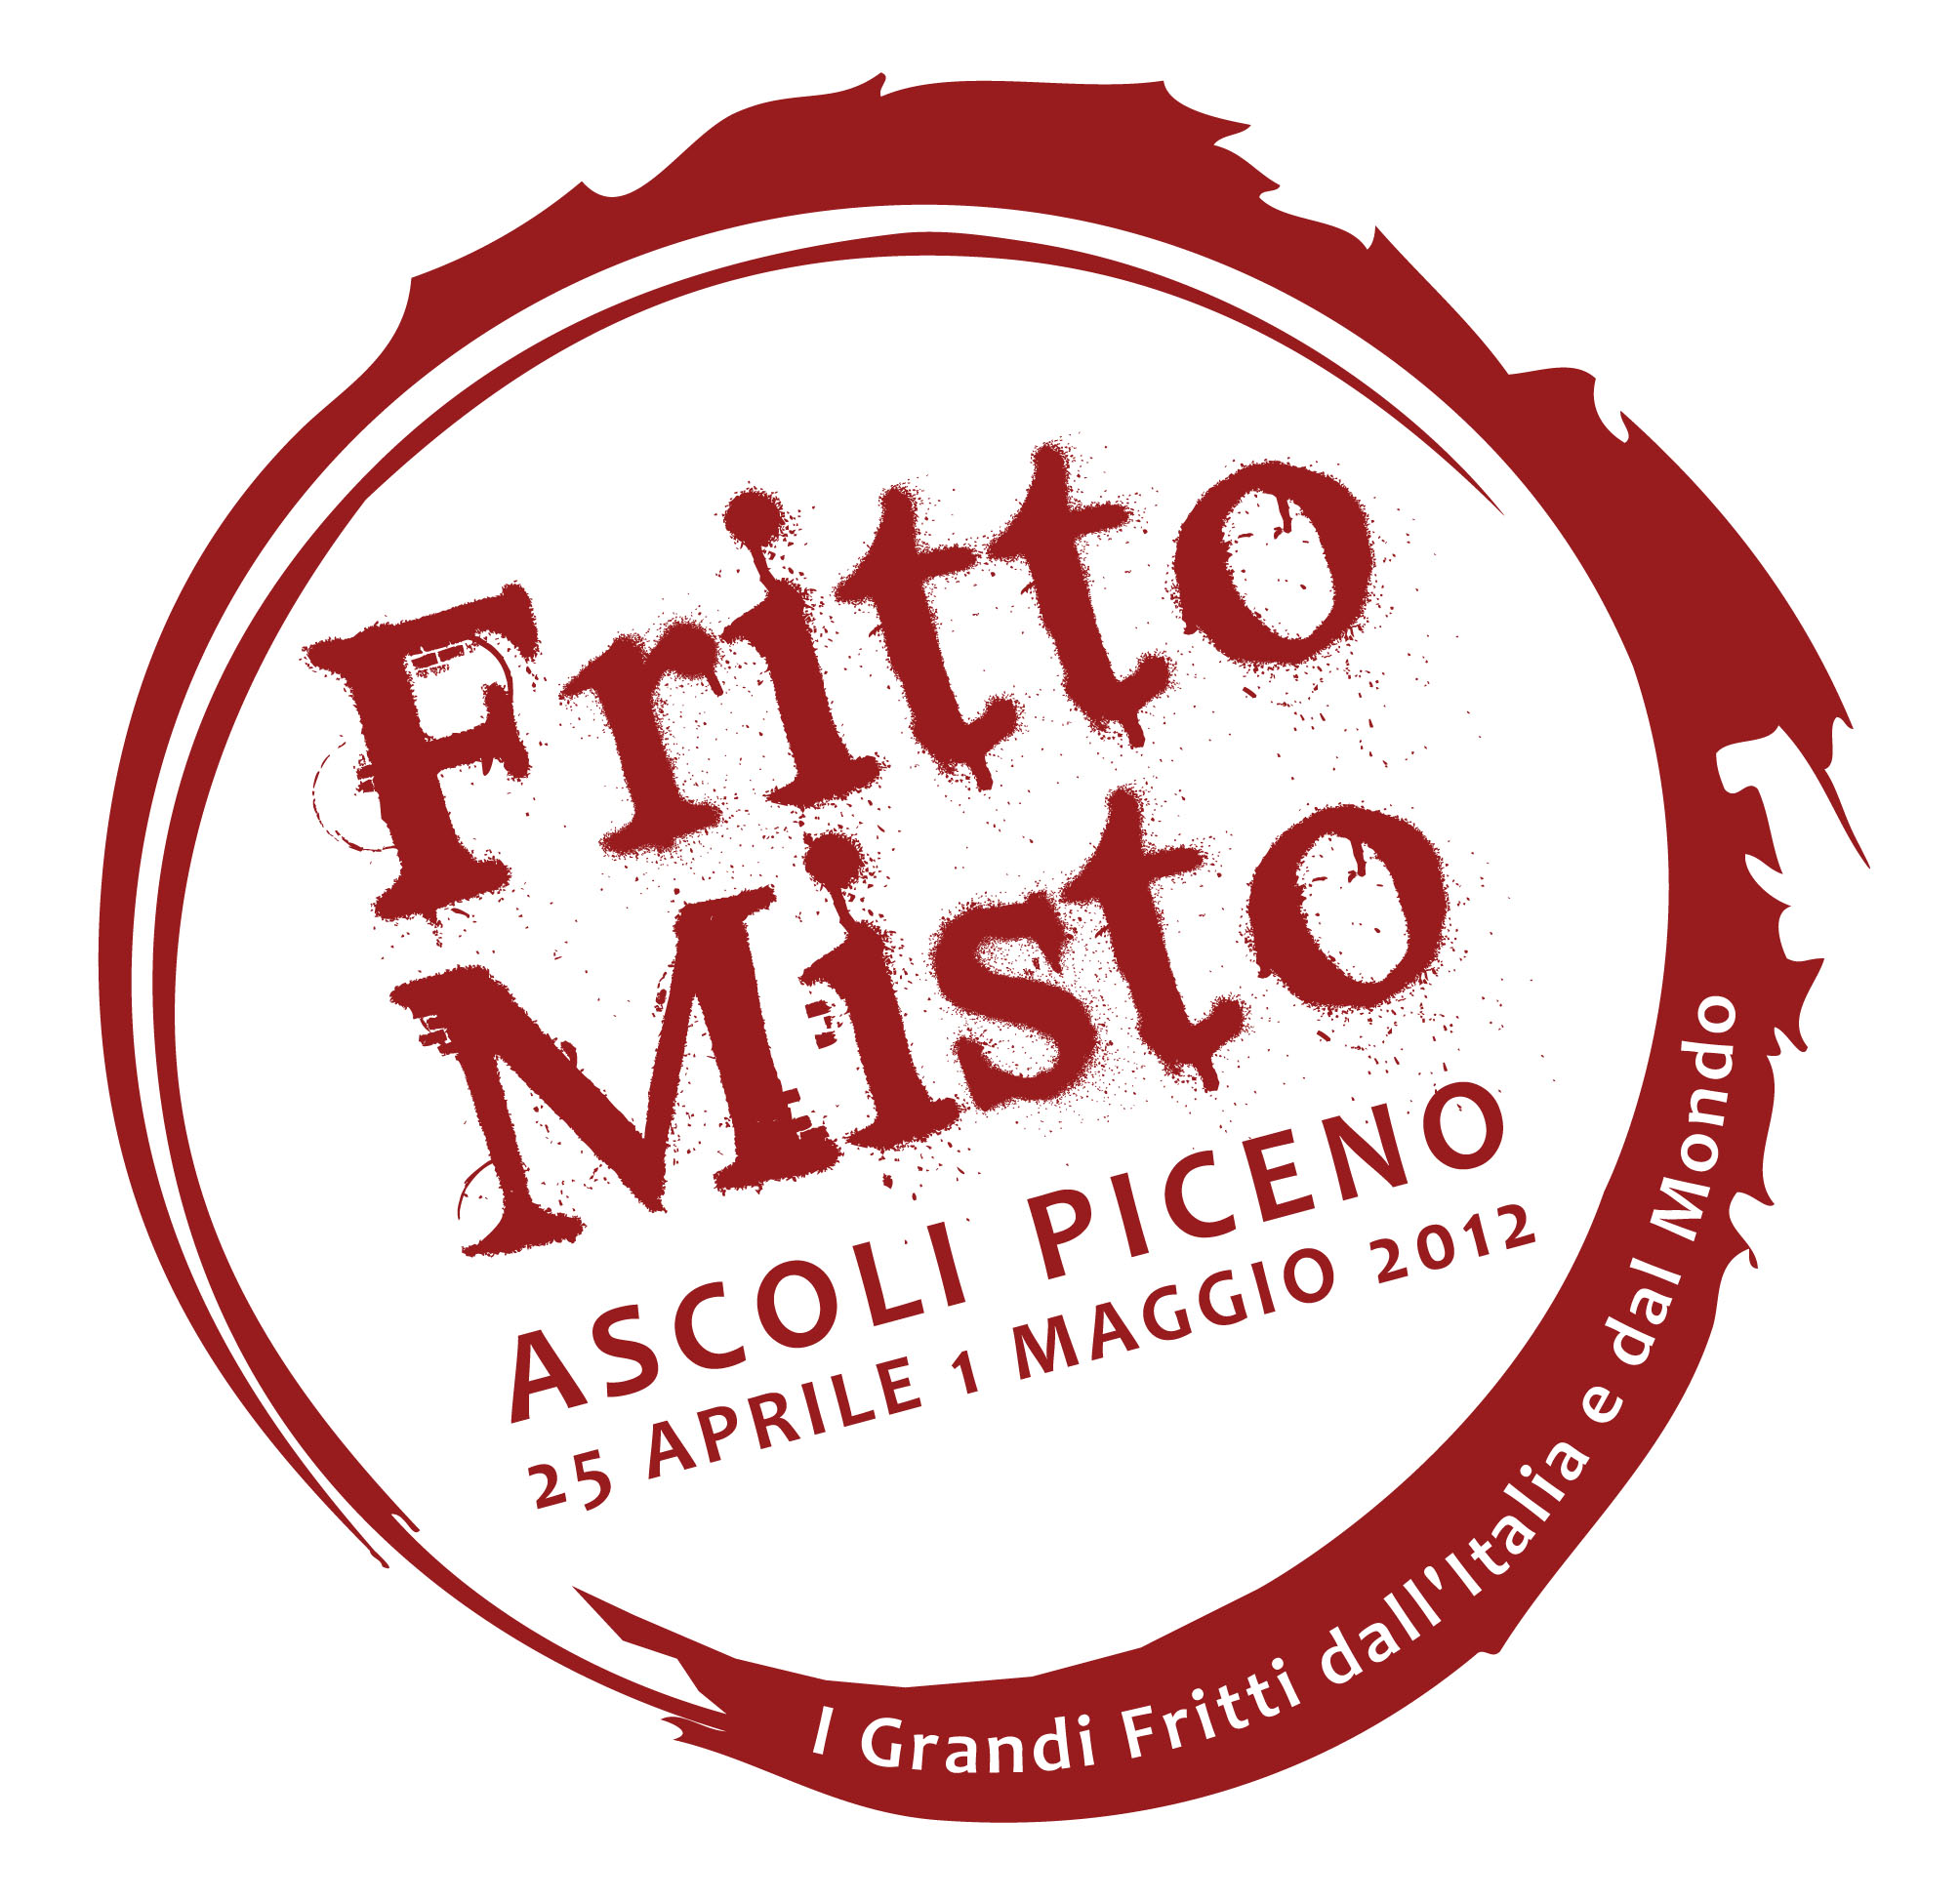 Fritto
Misto
ASCOLI PICENO
25 APRILE 1 MAGGIO 2012
I Grandi Fritti dall'Italia e dal Mondo